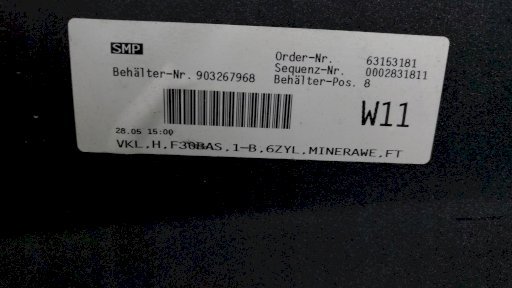 SMP
Order-Nr. 63153181
Sequenz-Nr. 0002831811
Behälter-Nr. 903267968 Behälter-Pos. 8
W11
28.05 15:00
VKL,H,F30BAS,1-B,6ZYL,MINERAWE,FT